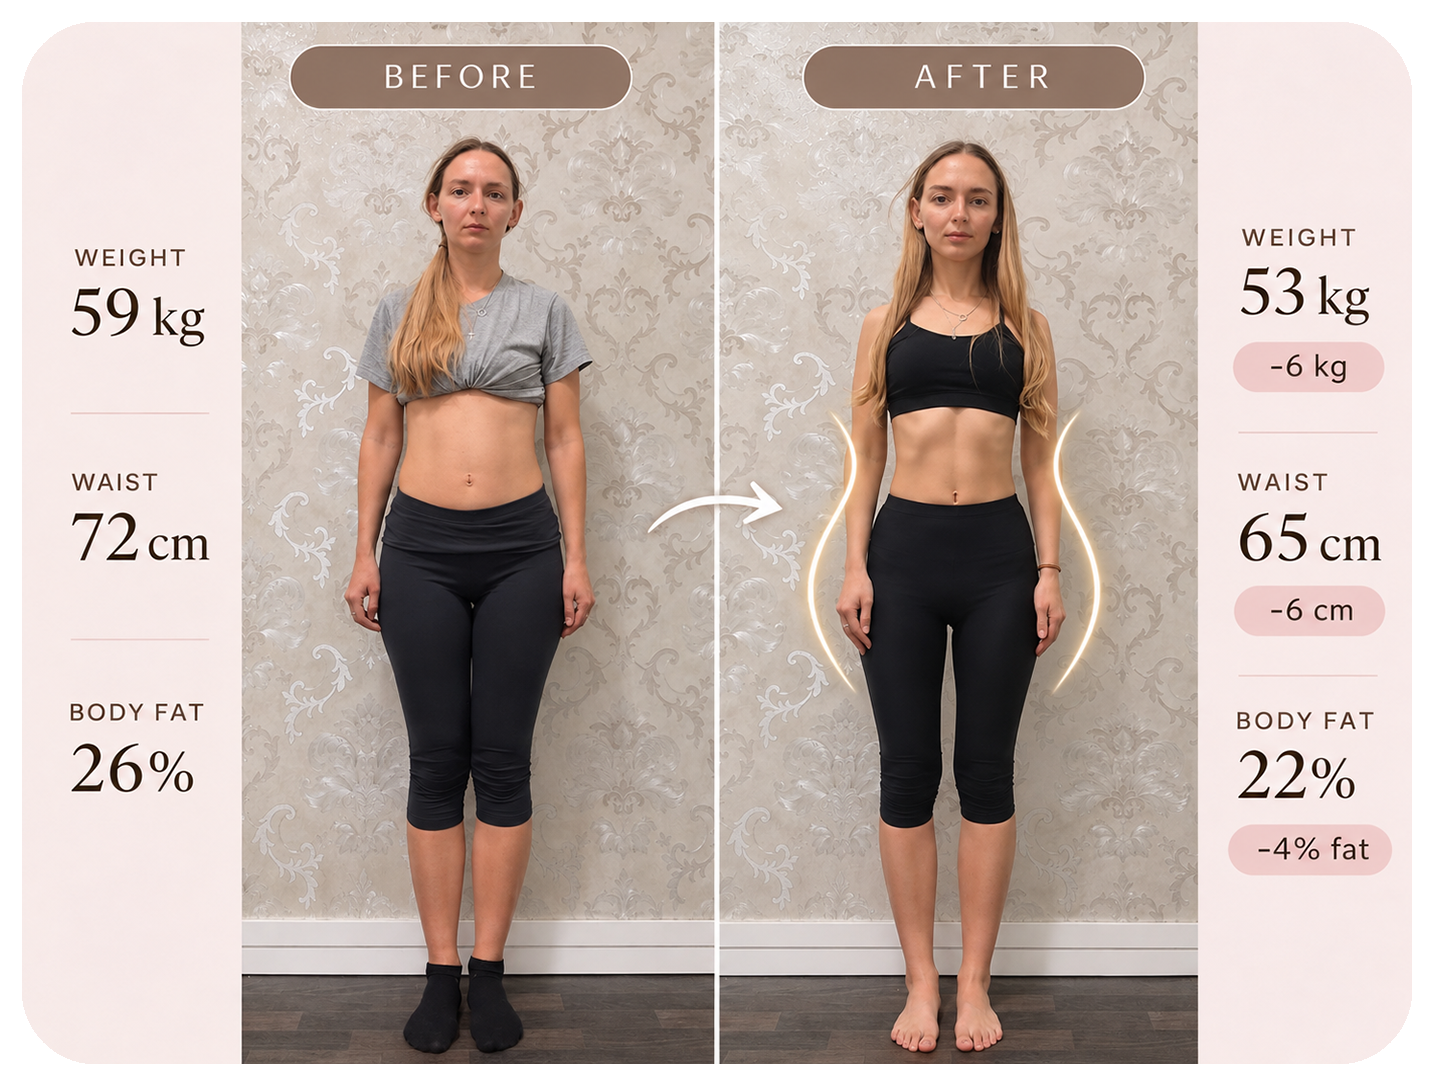 BEFORE
WEIGHT
59 kg
WAIST
72 cm
BODY FAT
26%
AFTER
WEIGHT
53 kg
-6 kg
WAIST
65 cm
-6 cm
BODY FAT
22%
-4% fat